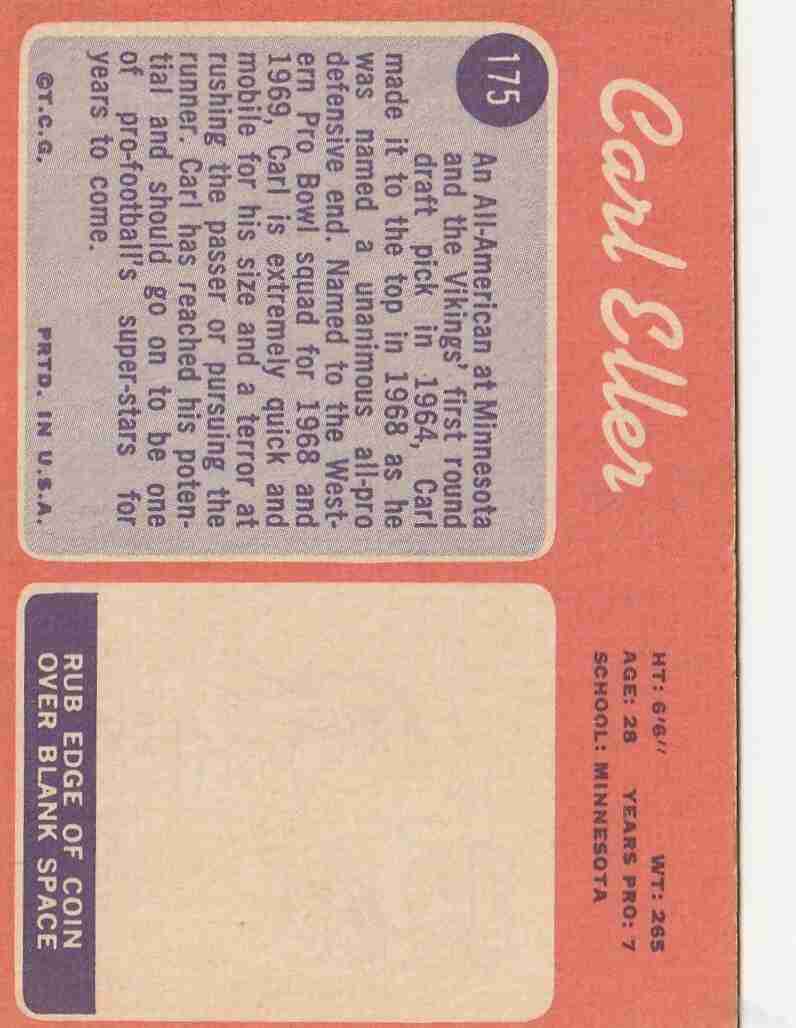 Carl Eller
HT: 6'6" WT: 265
AGE: 28 YEARS PRO: 7
SCHOOL: MINNESOTA
175
An All-American at Minnesota
and the Vikings' first round
draft pick in 1964, Carl
made it to the top in 1968 as he
was named a unanimous all-pro
defensive end. Named to the West-
ern Pro Bowl squad for 1968 and
1969, Carl is extremely quick and
mobile for his size and a terror at
rushing the passer or pursuing the
runner. Carl has reached his poten-
tial and should go on to be one
of pro-football's super-stars for
years to come.
©T.C.G. PRTD. IN U.S.A.
RUB EDGE OF COIN
OVER BLANK SPACE